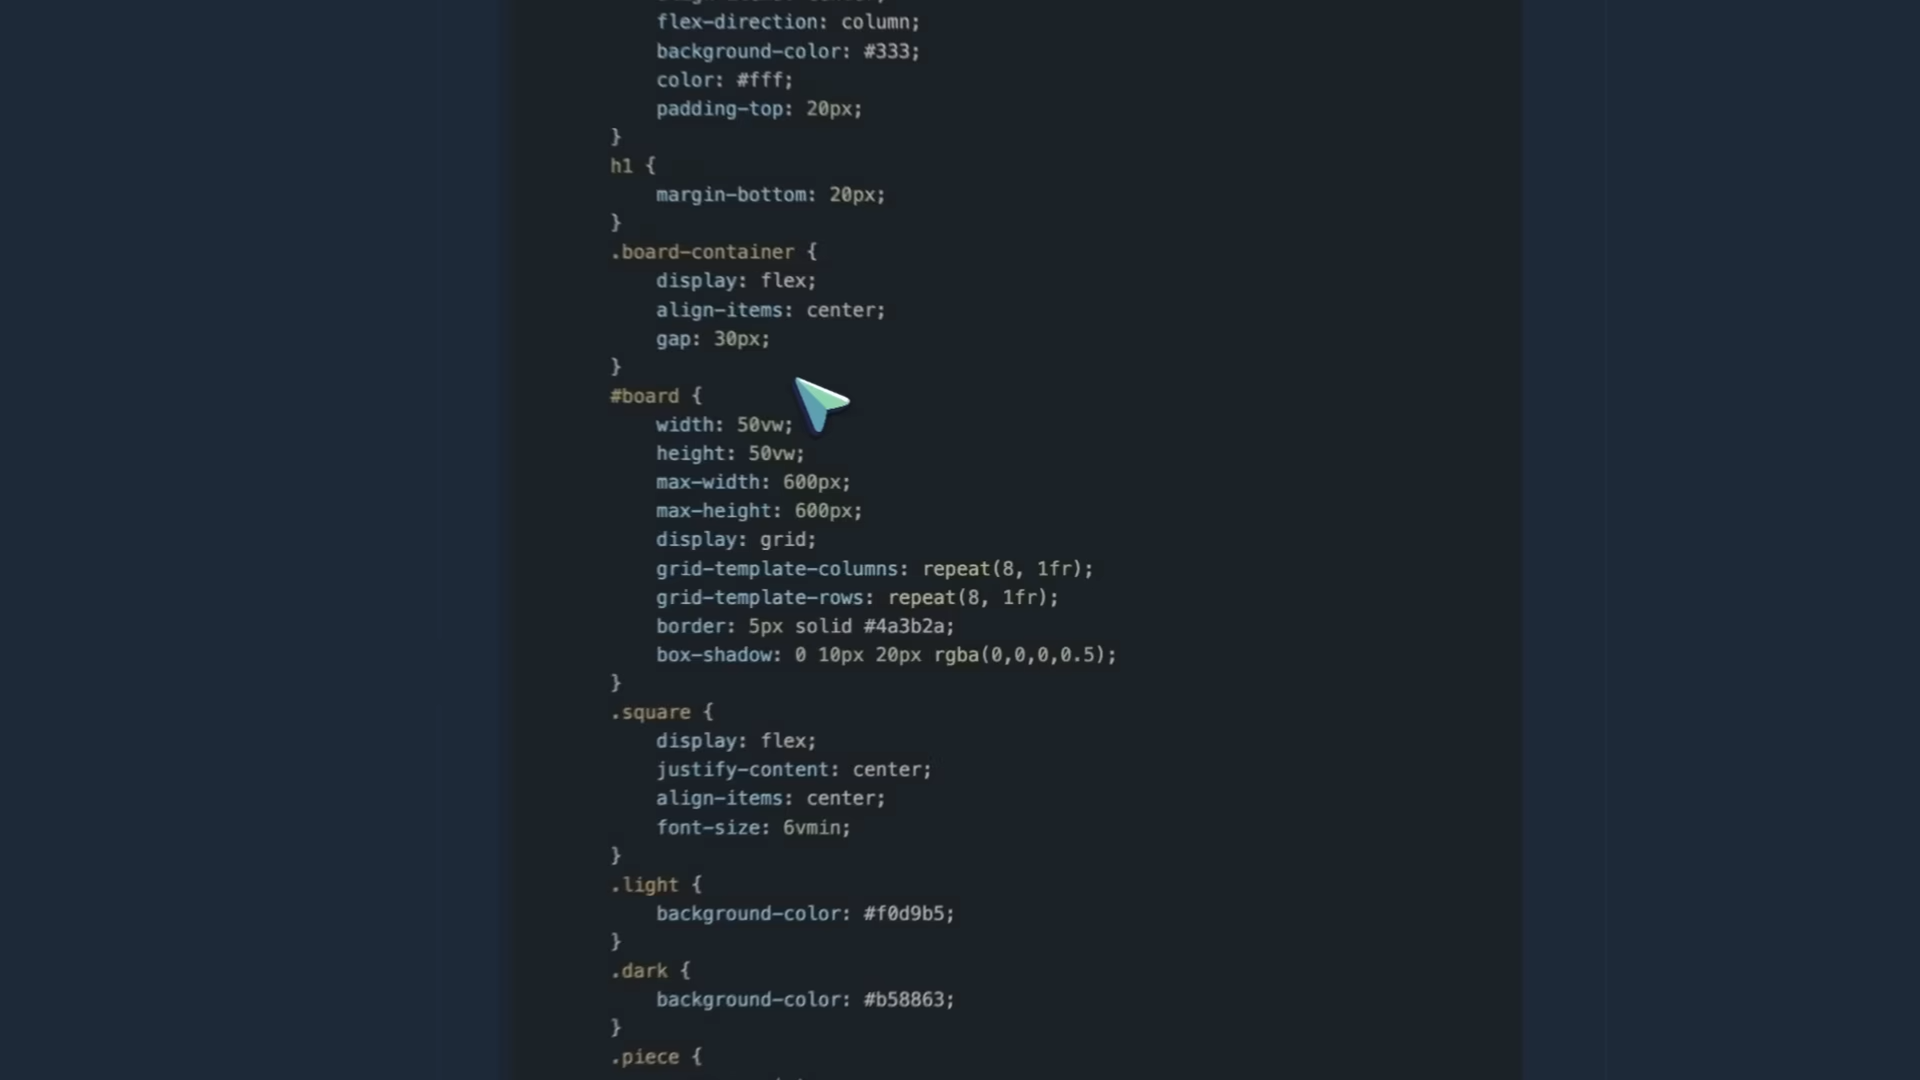 flex-direction: column;
background-color: #333;
color: #fff;
padding-top: 20px;
}
h1 {
margin-bottom: 20px;
}
.board-container {
display: flex;
align-items: center;
gap: 30px;
}
#board {
width: 50vw;
height: 50vw;
max-width: 600px;
max-height: 600px;
display: grid;
grid-template-columns: repeat(8, 1fr);
grid-template-rows: repeat(8, 1fr);
border: 5px solid #4a3b2a;
box-shadow: 0 10px 20px rgba(0,0,0,0.5);
}
.square {
display: flex;
justify-content: center;
align-items: center;
font-size: 6vmin;
}
.light {
background-color: #f0d9b5;
}
.dark {
background-color: #b58863;
}
.piece {